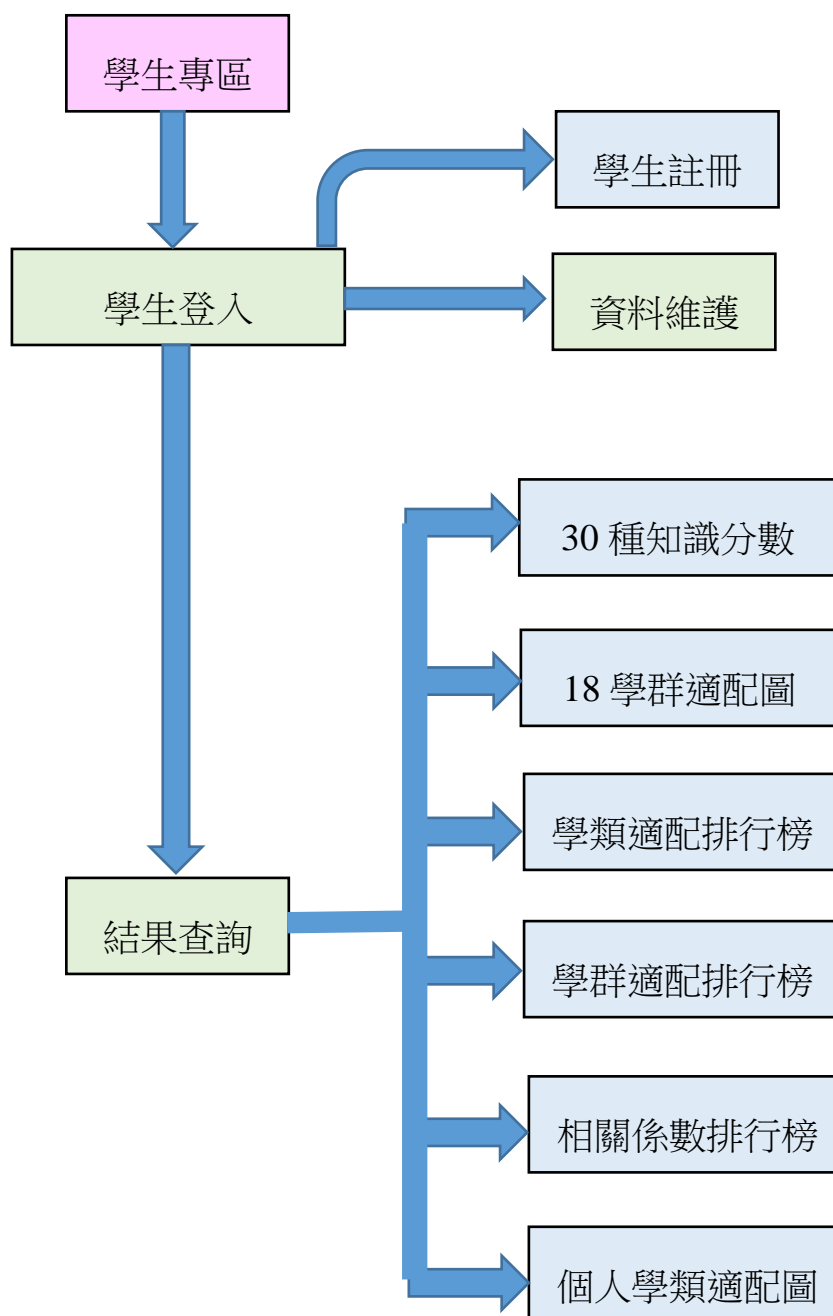 學生專區
學生註冊
學生登入
資料維護
30 種知識分數
18 學群適配圖
學類適配排行榜
結果查詢
學群適配排行榜
相關係數排行榜
個人學類適配圖